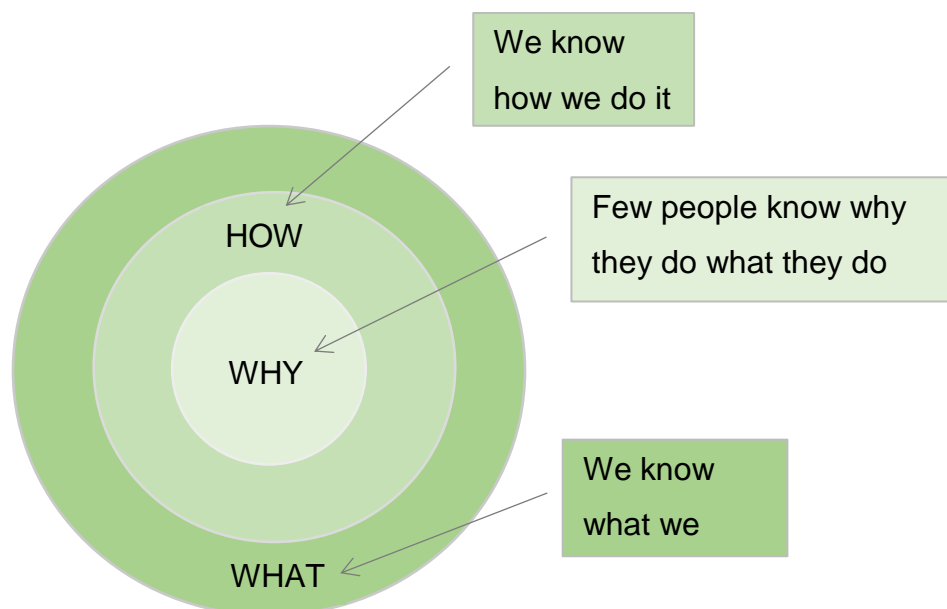 We know
how we do it
HOW
Few people know why
they do what they do
WHY
We know
what we
WHAT